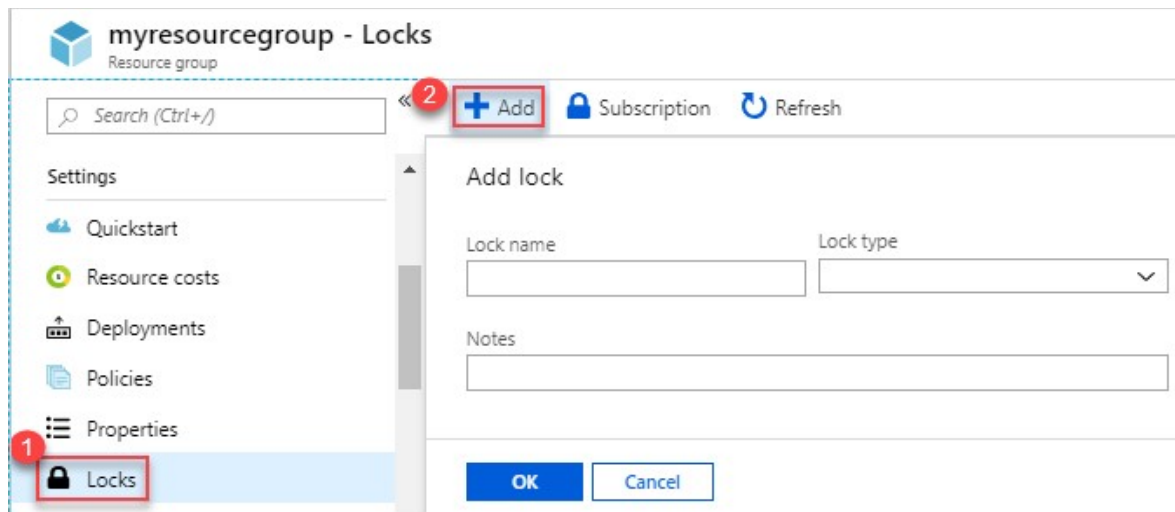 myresourcegroup - Locks
Resource group
Search (Ctrl+/)
«
2
Add
Subscription
Refresh
Settings
Quickstart
Resource costs
Deployments
Policies
Properties
1
Locks
Add lock
Lock name
Lock type
Notes
OK
Cancel